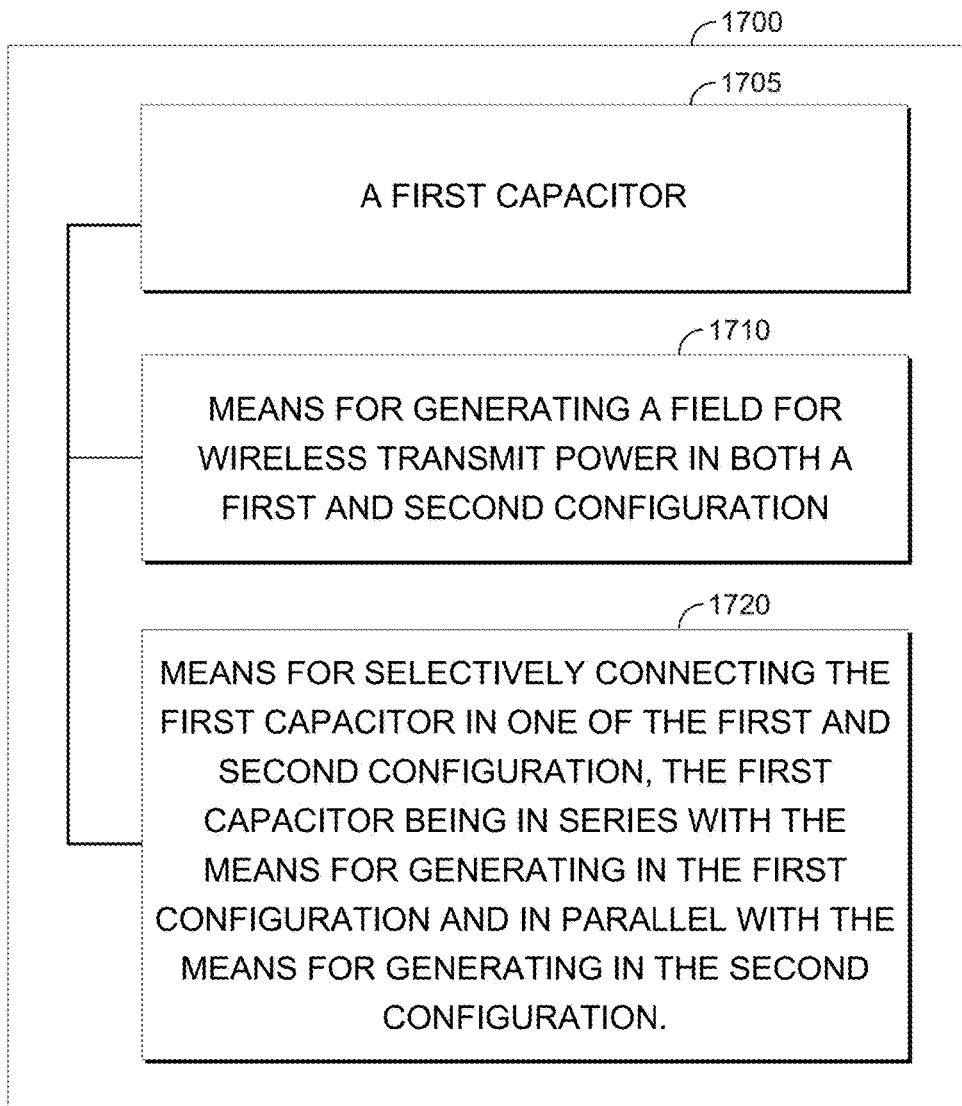 1700
1705
A FIRST CAPACITOR
1710
MEANS FOR GENERATING A FIELD FOR
WIRELESS TRANSMIT POWER IN BOTH A
FIRST AND SECOND CONFIGURATION
1720
MEANS FOR SELECTIVELY CONNECTING THE
FIRST CAPACITOR IN ONE OF THE FIRST AND
SECOND CONFIGURATION, THE FIRST
CAPACITOR BEING IN SERIES WITH THE
MEANS FOR GENERATING IN THE FIRST
CONFIGURATION AND IN PARALLEL WITH THE
MEANS FOR GENERATING IN THE SECOND
CONFIGURATION.